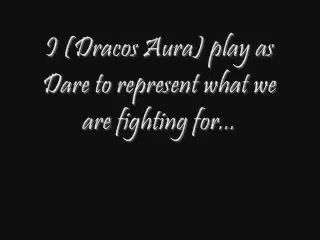 I (Dracos Aura) play as
Dare to represent what we
are fighting for...